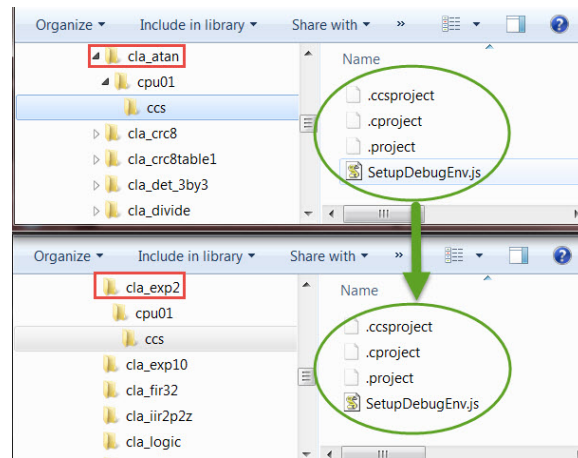 Organize Include in library Share with »
cla_atan Name
cpu01
.ccsproject
ccs
.cproject
cla_crc8
.project
cla_crc8table1
SetupDebugEnv.js
cla_det_3by3
cla_divide
Organize Include in library Share with »
cla_exp2 Name
cpu01
.ccsproject
ccs
.cproject
cla_exp10
.project
cla_fir32
SetupDebugEnv.js
cla_iir2p2z
cla_logic